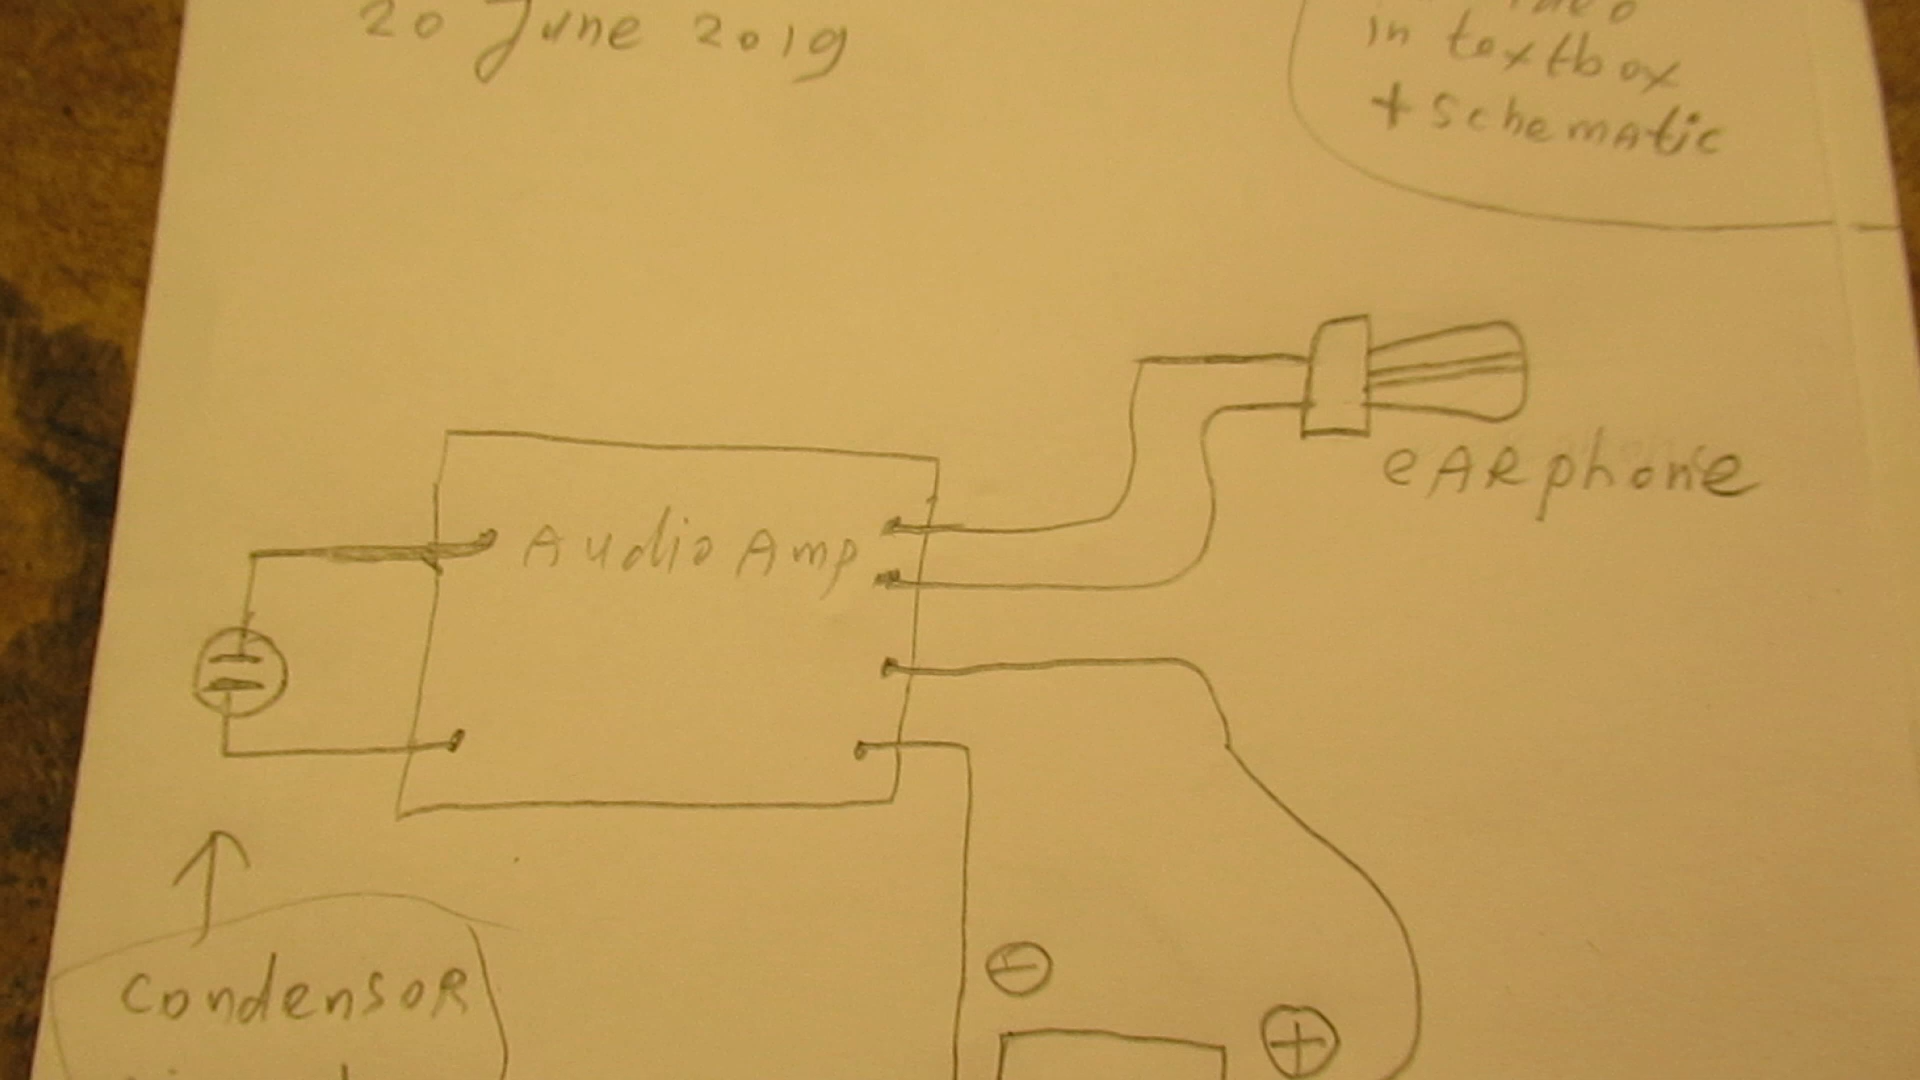 20 June 2019
in textbox
+ schematic
earphone
Audio Amp
⊖
condensor
⊕